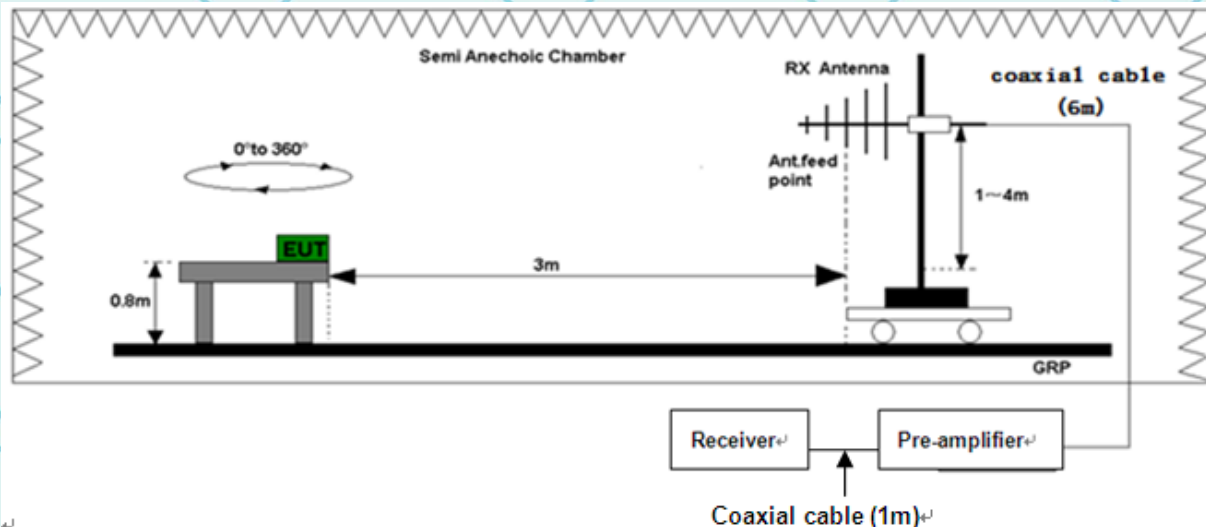 Semi Anechoic Chamber
RX Antenna
coaxial cable
(6m)
0°to 360°
Ant.feed
point
1～4m
EUT
3m
0.8m
GRP
Receiver↵
Pre-amplifier↵
Coaxial cable (1m)↵
↵